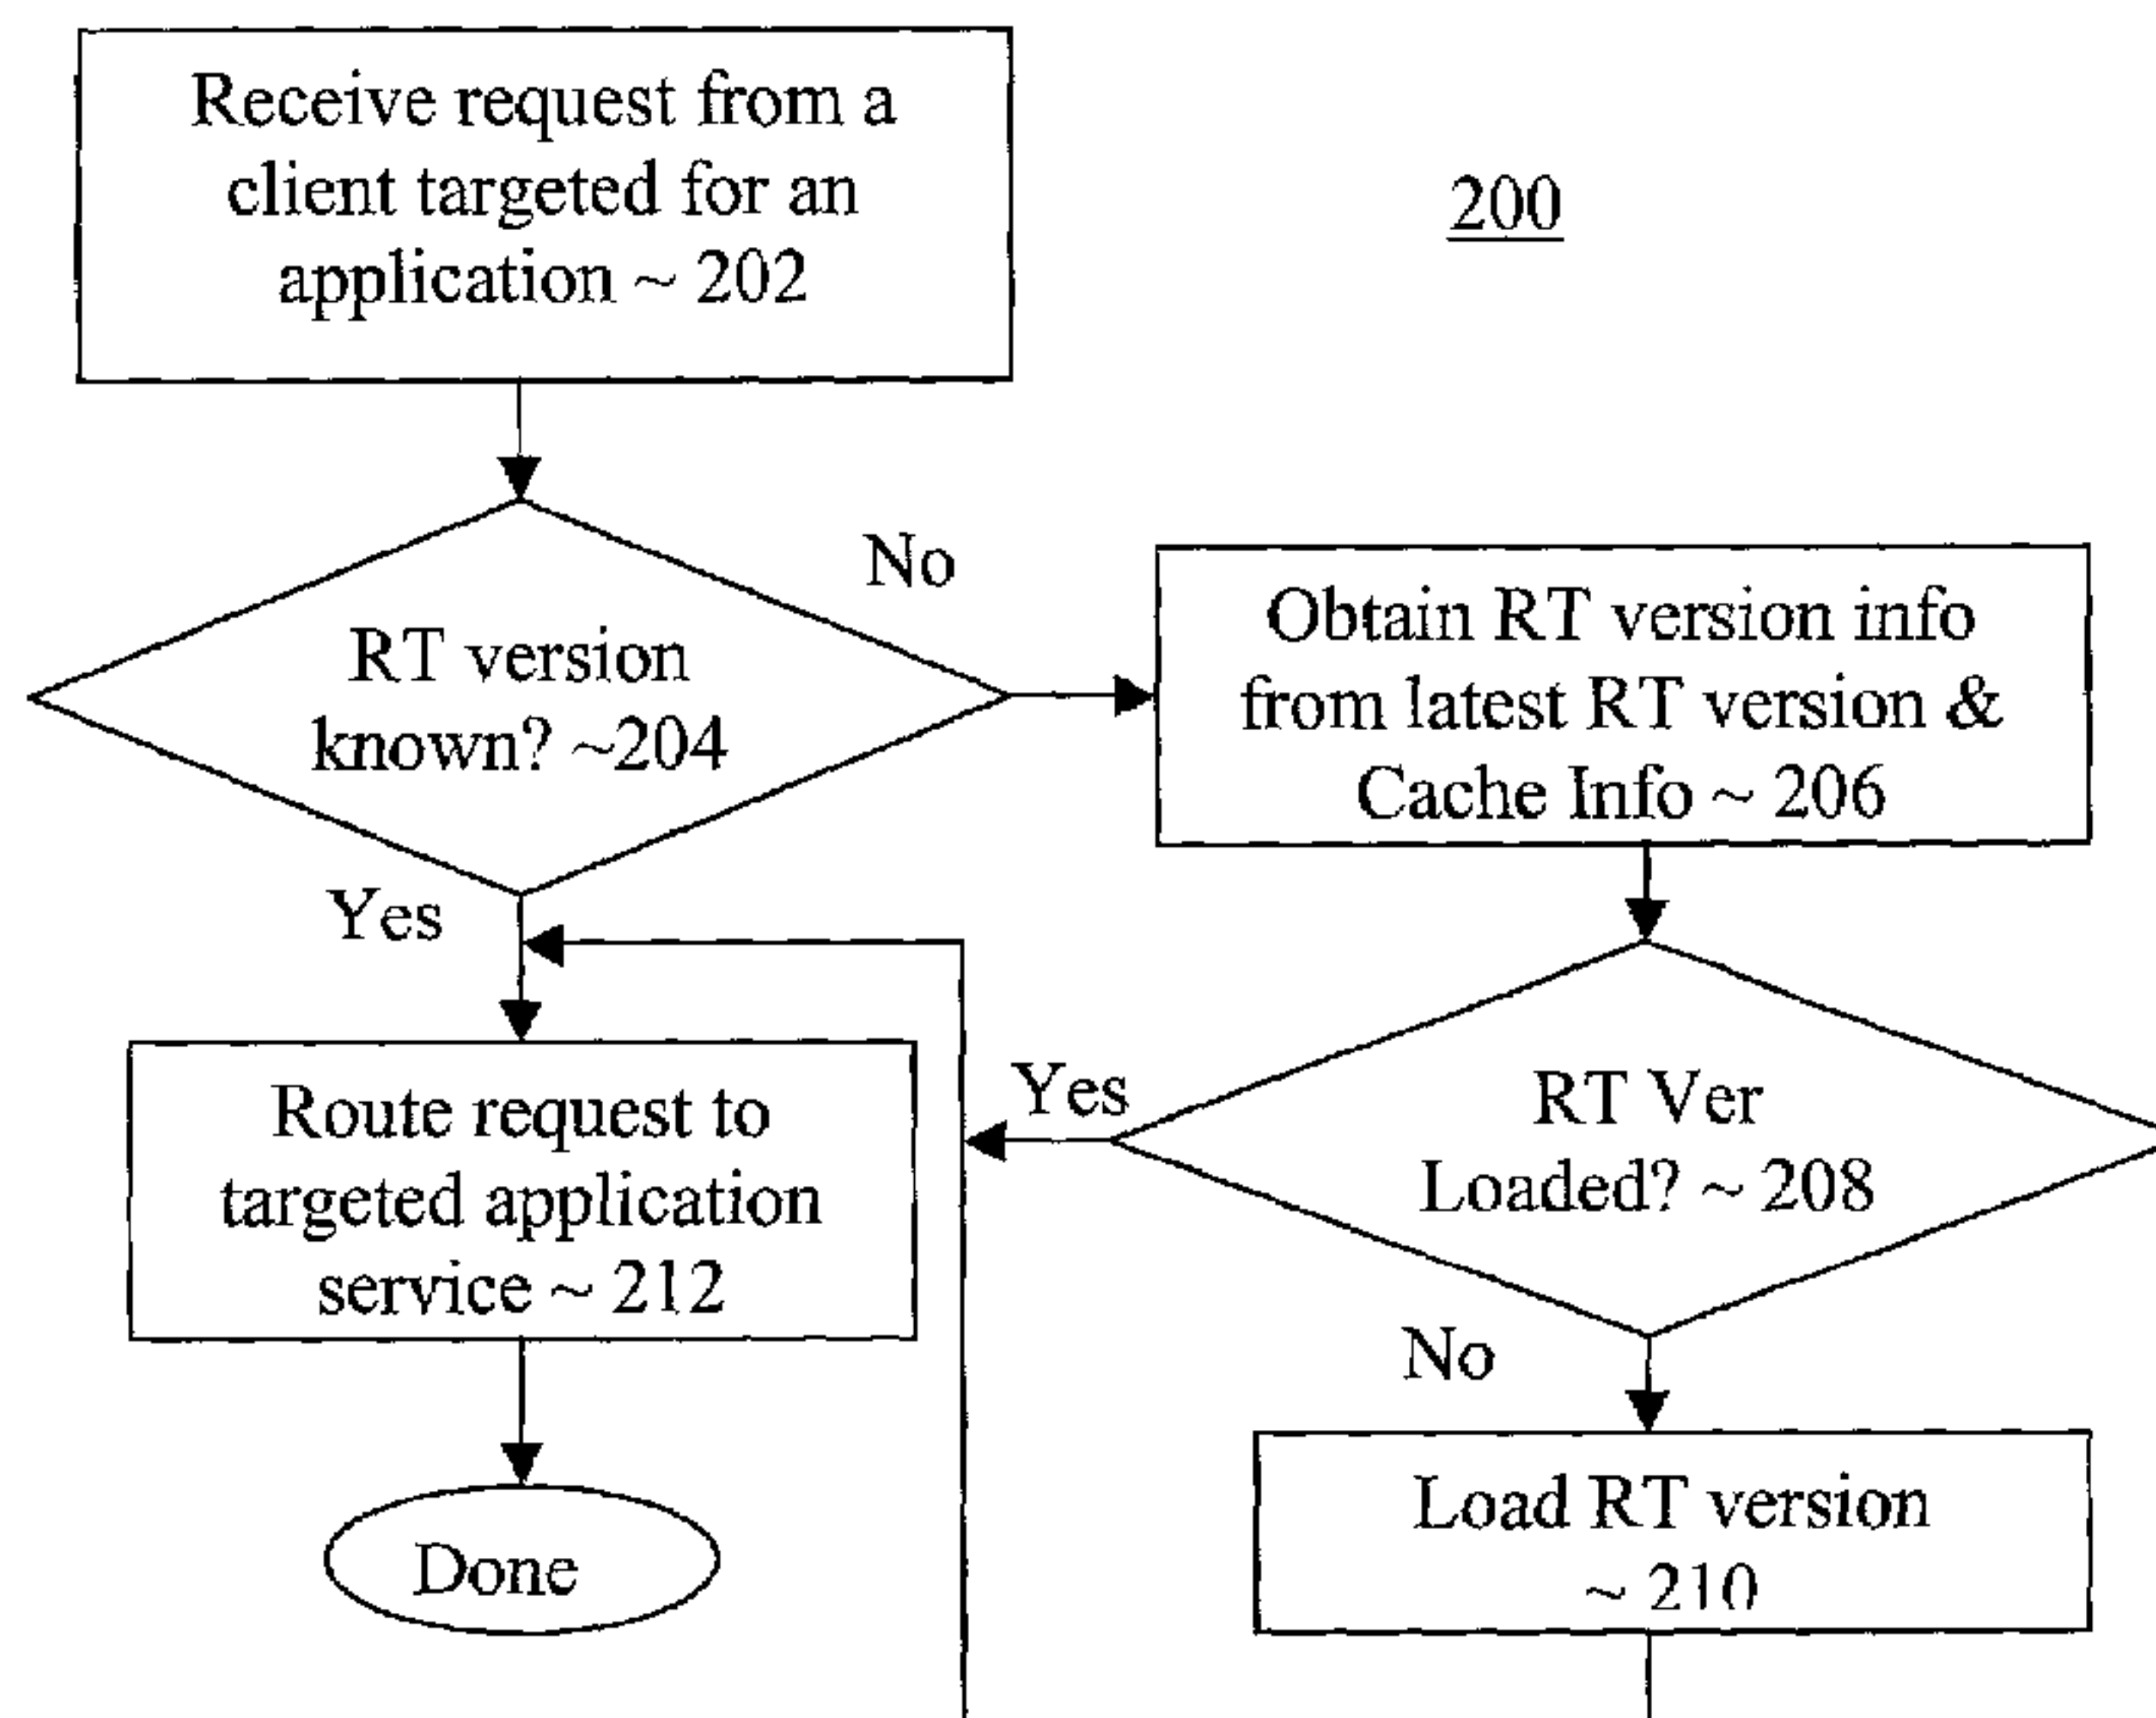 Receive request from a
client targeted for an
application ~ 202
200
No
RT version
known? ~204
Obtain RT version info
from latest RT version &
Cache Info ~ 206
Yes
Route request to
targeted application
service ~ 212
Yes
RT Ver
Loaded? ~ 208
No
Done
Load RT version
~ 210